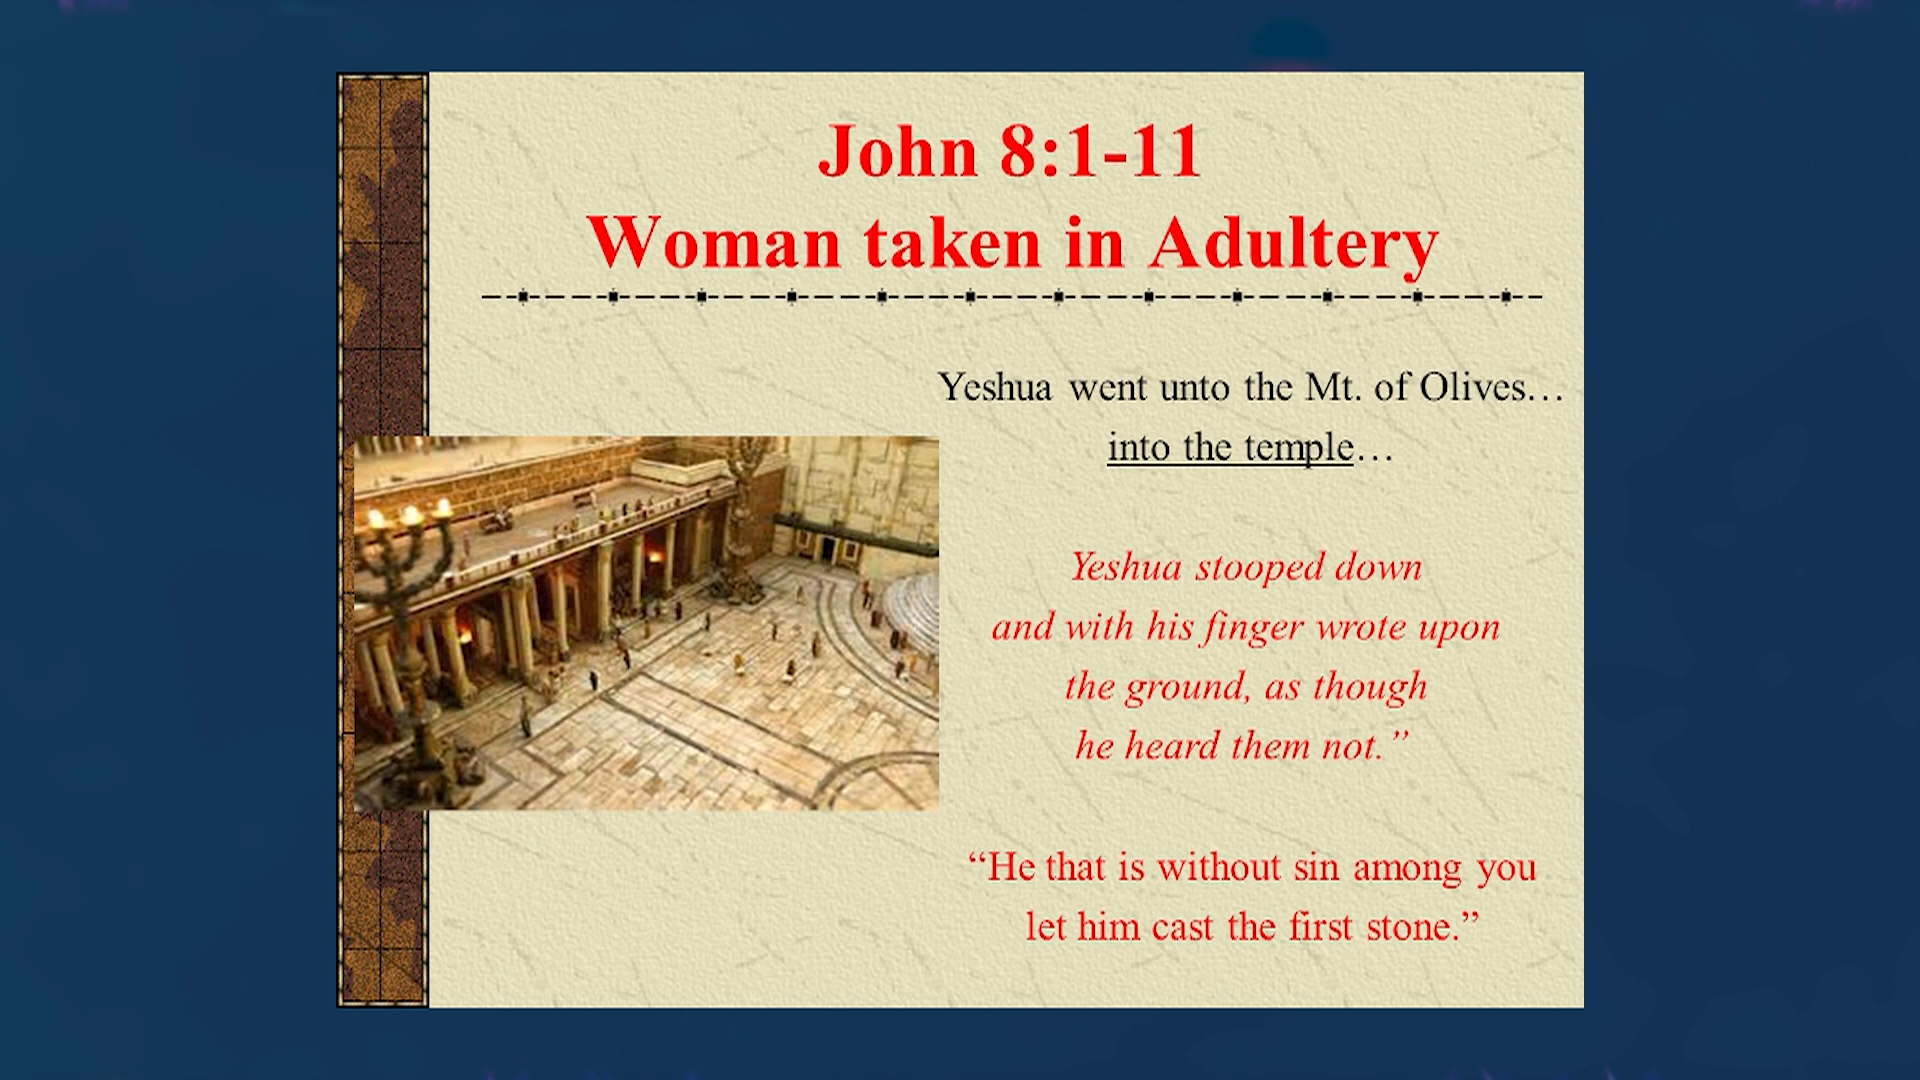 John 8:1-11
Woman taken in Adultery
Yeshua went unto the Mt. of Olives…
into the temple…
Yeshua stooped down
and with his finger wrote upon
the ground, as though
he heard them not.”
“He that is without sin among you
let him cast the first stone.”